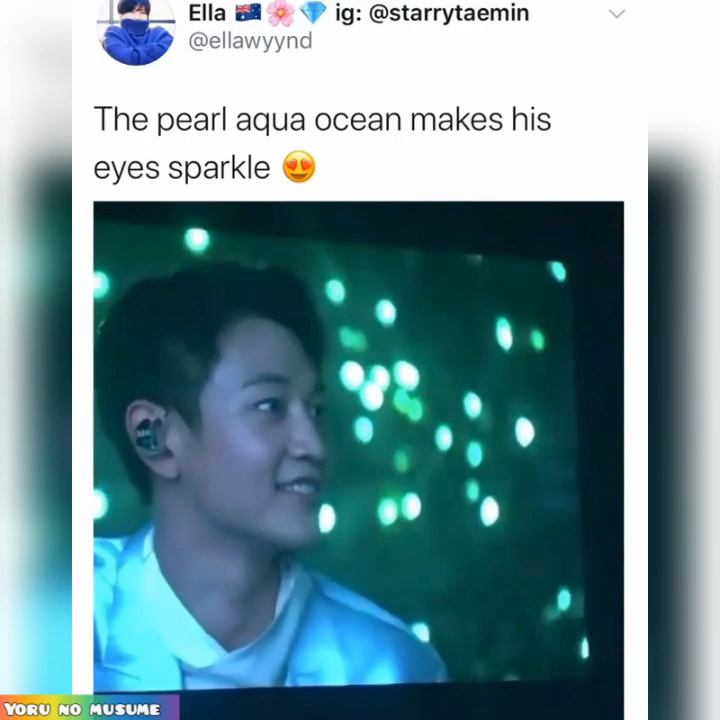 Ella 🇦🇺🌸💎 ig: @starrytaemin
@ellawyynd
The pearl aqua ocean makes his
eyes sparkle 😍
YORU NO MUSUME